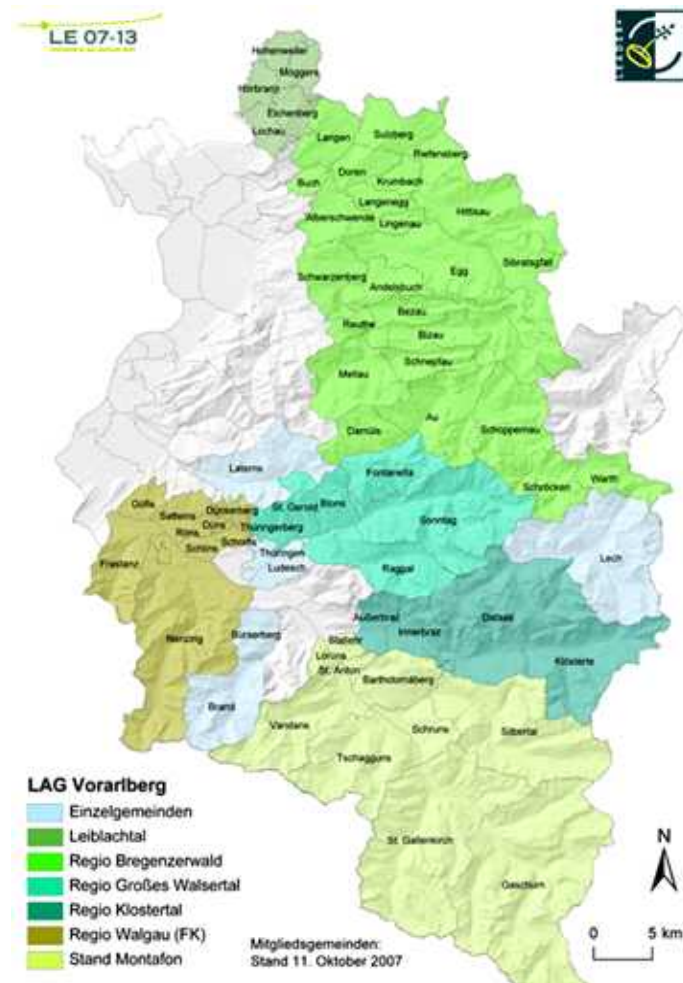 LE 07-13
LEADER+
Hohenweiler
Möggers
Hörbranz
Eichenberg
Lochau
Langen
Sulzberg
Riefensberg
Doren
Krumbach
Buch
Langenegg
Alberschwende
Lingenau
Hittisau
Schwarzenberg
Egg
Sibratsgfäll
Andelsbuch
Bezau
Reuthe
Bizau
Schnepfau
Mellau
Au
Damüls
Schoppernau
Laterns
Fontanella
Schröcken
Warth
Göfis
Satteins
Dünserberg
St. Gerold
Blons
Düns
Röns
Thüringerberg
Sonntag
Schnifis
Schlins
Thüringen
Lech
Frastanz
Ludesch
Raggal
Außerbraz
Dalaas
Nenzing
Bürserberg
Innerbraz
Stallehr
Lorüns
Klösterle
St. Anton
Bartholomäberg
Brand
Vandans
Schruns
Silbertal
Tschagguns
St. Gallenkirch
Gaschurn
LAG Vorarlberg
Einzelgemeinden
Leiblachtal
Regio Bregenzerwald
Regio Großes Walsertal
Regio Klostertal
Regio Walgau (FK)
Stand Montafon
Mitgliedsgemeinden:
Stand 11. Oktober 2007
N
0 5 km